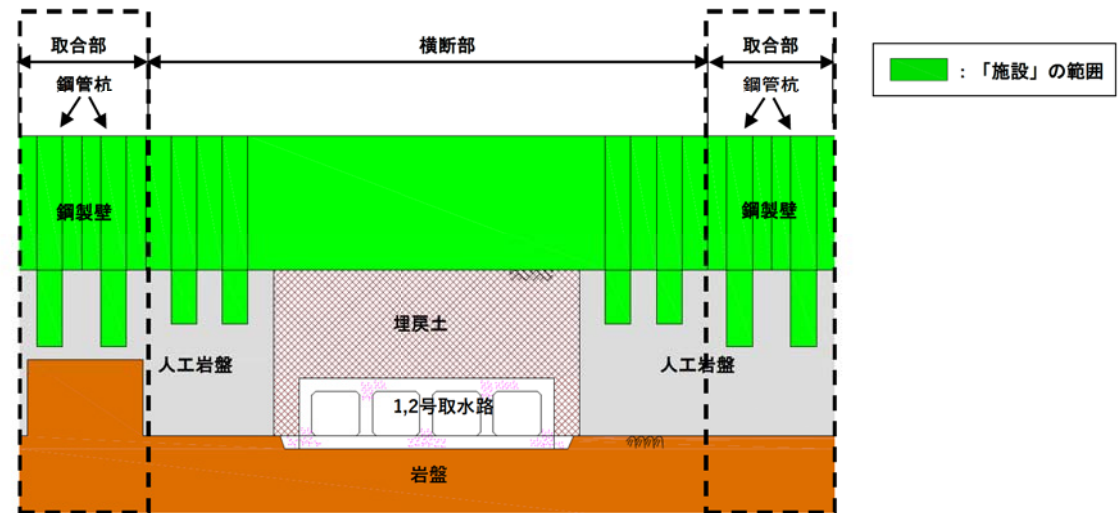 取合部
横断部
取合部
鋼管杭
鋼管杭
：「施設」の範囲
鋼製壁
鋼製壁
埋戻土
人工岩盤
人工岩盤
1,2号取水路
岩盤